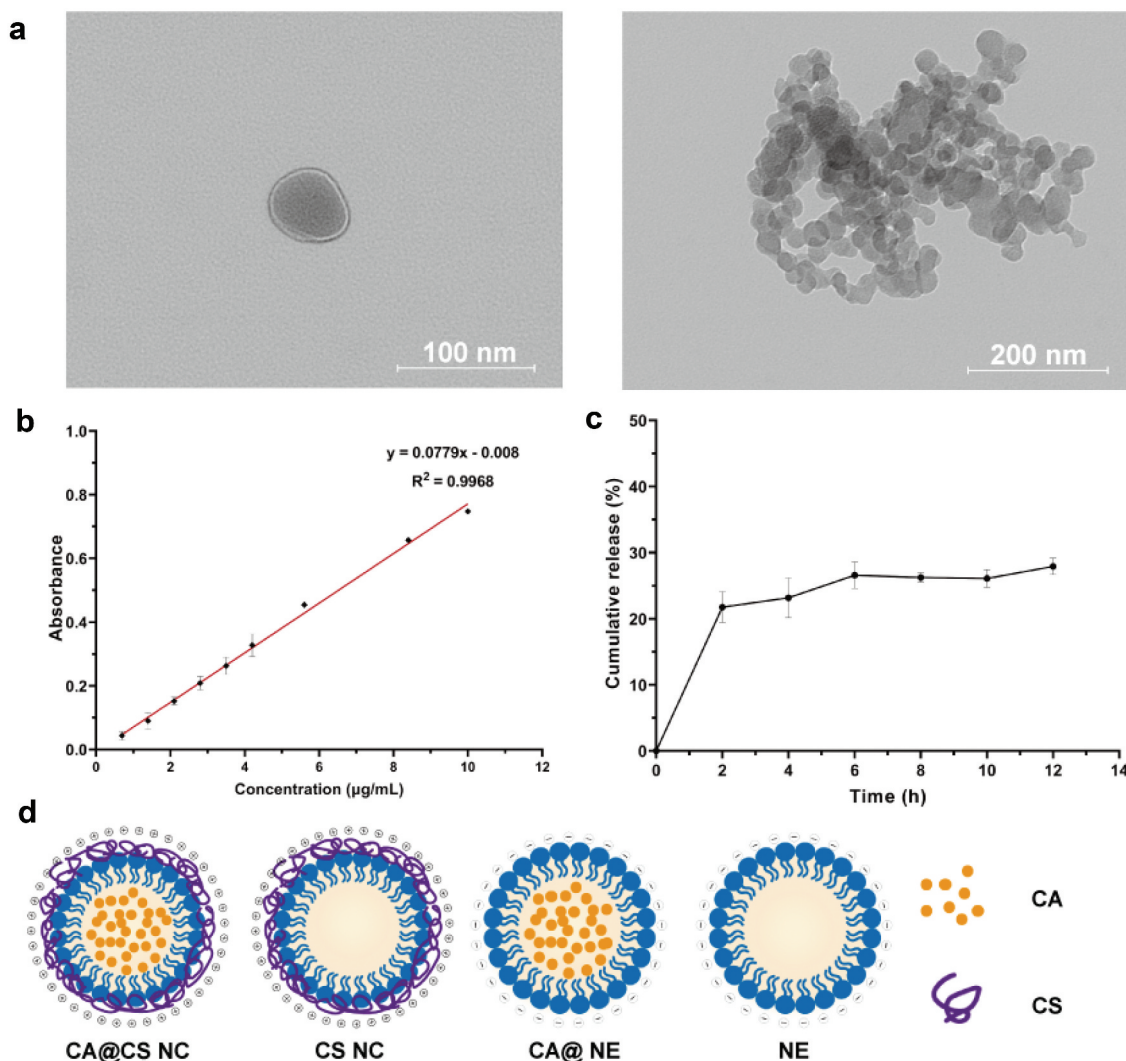 a
100 nm
200 nm
b
1.0
0.8
0.6
0.4
0.2
0.0
0
2
4
6
8
10
12
Absorbance
Concentration (µg/mL)
y = 0.0779x - 0.008
R² = 0.9968
c
50
40
30
20
10
0
0
2
4
6
8
10
12
14
Cumulative release (%)
Time (h)
d
CA@CS NC
CS NC
CA@ NE
NE
CA
CS